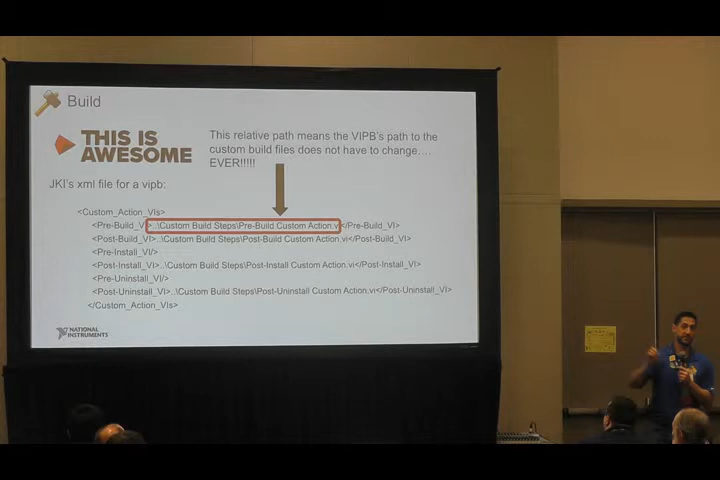 Build
THIS IS
AWESOME
This relative path means the VIPB's path to the
custom build files does not have to change....
EVER!!!!!
JKI's xml file for a vipb:
<Custom_Action_VIs>
<Pre-Build_VI>..\Custom Build Steps\Pre-Build Custom Action.vi</Pre-Build_VI>
<Post-Build_VI>..\Custom Build Steps\Post-Build Custom Action.vi</Post-Build_VI>
<Pre-Install_VI/>
<Post-Install_VI>..\Custom Build Steps\Post-Install Custom Action.vi</Post-Install_VI>
<Pre-Uninstall_VI/>
<Post-Uninstall_VI>..\Custom Build Steps\Post-Uninstall Custom Action.vi</Post-Uninstall_VI>
</Custom_Action_VIs>
NATIONAL
INSTRUMENTS